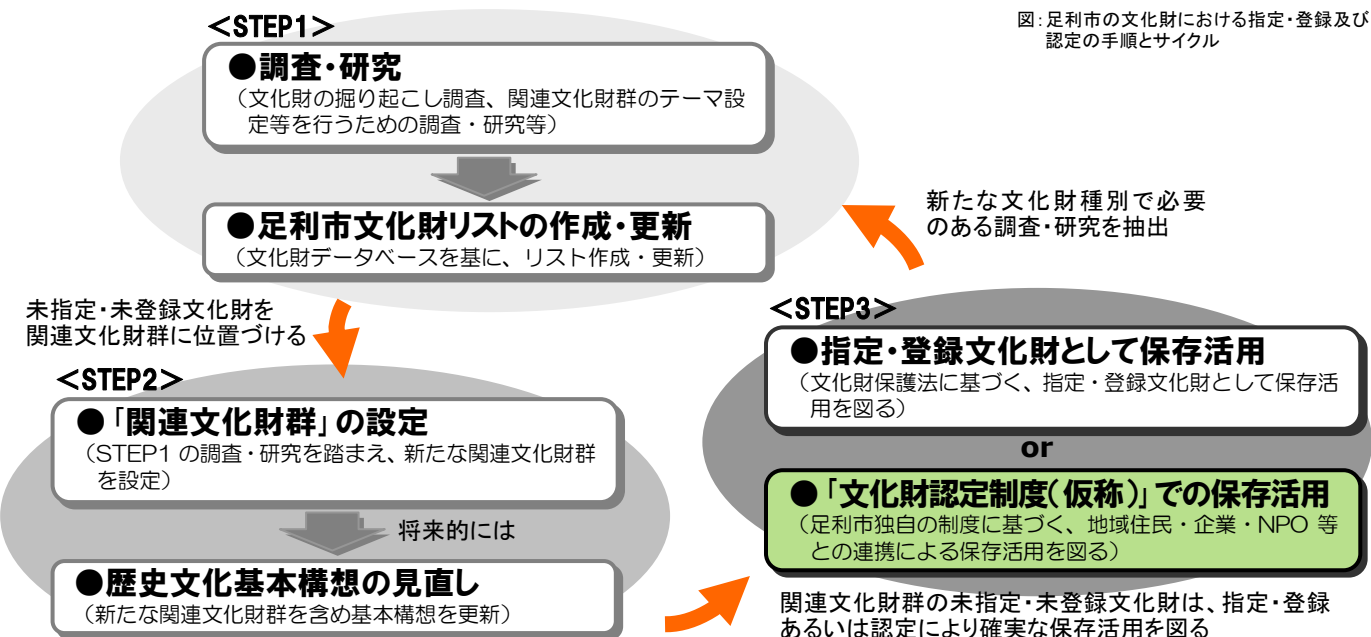 図:足利市の文化財における指定・登録及び
認定の手順とサイクル
<STEP1>
●調査・研究
(文化財の掘り起こし調査、関連文化財群のテーマ設
定等を行うための調査・研究等)
●足利市文化財リストの作成・更新
(文化財データベースを基に、リスト作成・更新)
新たな文化財種別で必要
のある調査・研究を抽出
未指定・未登録文化財を
関連文化財群に位置づける
<STEP2>
●「関連文化財群」の設定
(STEP1 の調査・研究を踏まえ、新たな関連文化財群
を設定)
将来的には
●歴史文化基本構想の見直し
(新たな関連文化財群を含め基本構想を更新)
<STEP3>
●指定・登録文化財として保存活用
(文化財保護法に基づく、指定・登録文化財として保存活
用を図る)
or
●「文化財認定制度(仮称)」での保存活用
(足利市独自の制度に基づく、地域住民・企業・NPO 等
との連携による保存活用を図る)
関連文化財群の未指定・未登録文化財は、指定・登録
あるいは認定により確実な保存活用を図る